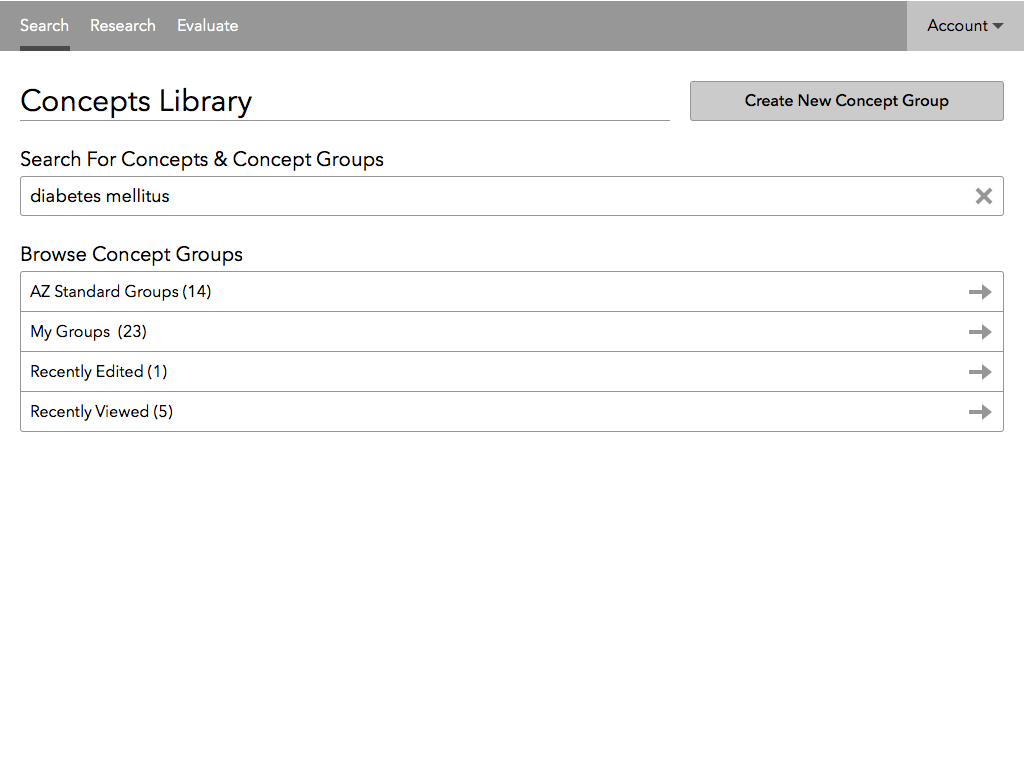 Search Research Evaluate Account
Concepts Library
Create New Concept Group
Search For Concepts & Concept Groups
diabetes mellitus
Browse Concept Groups
AZ Standard Groups (14)
My Groups (23)
Recently Edited (1)
Recently Viewed (5)